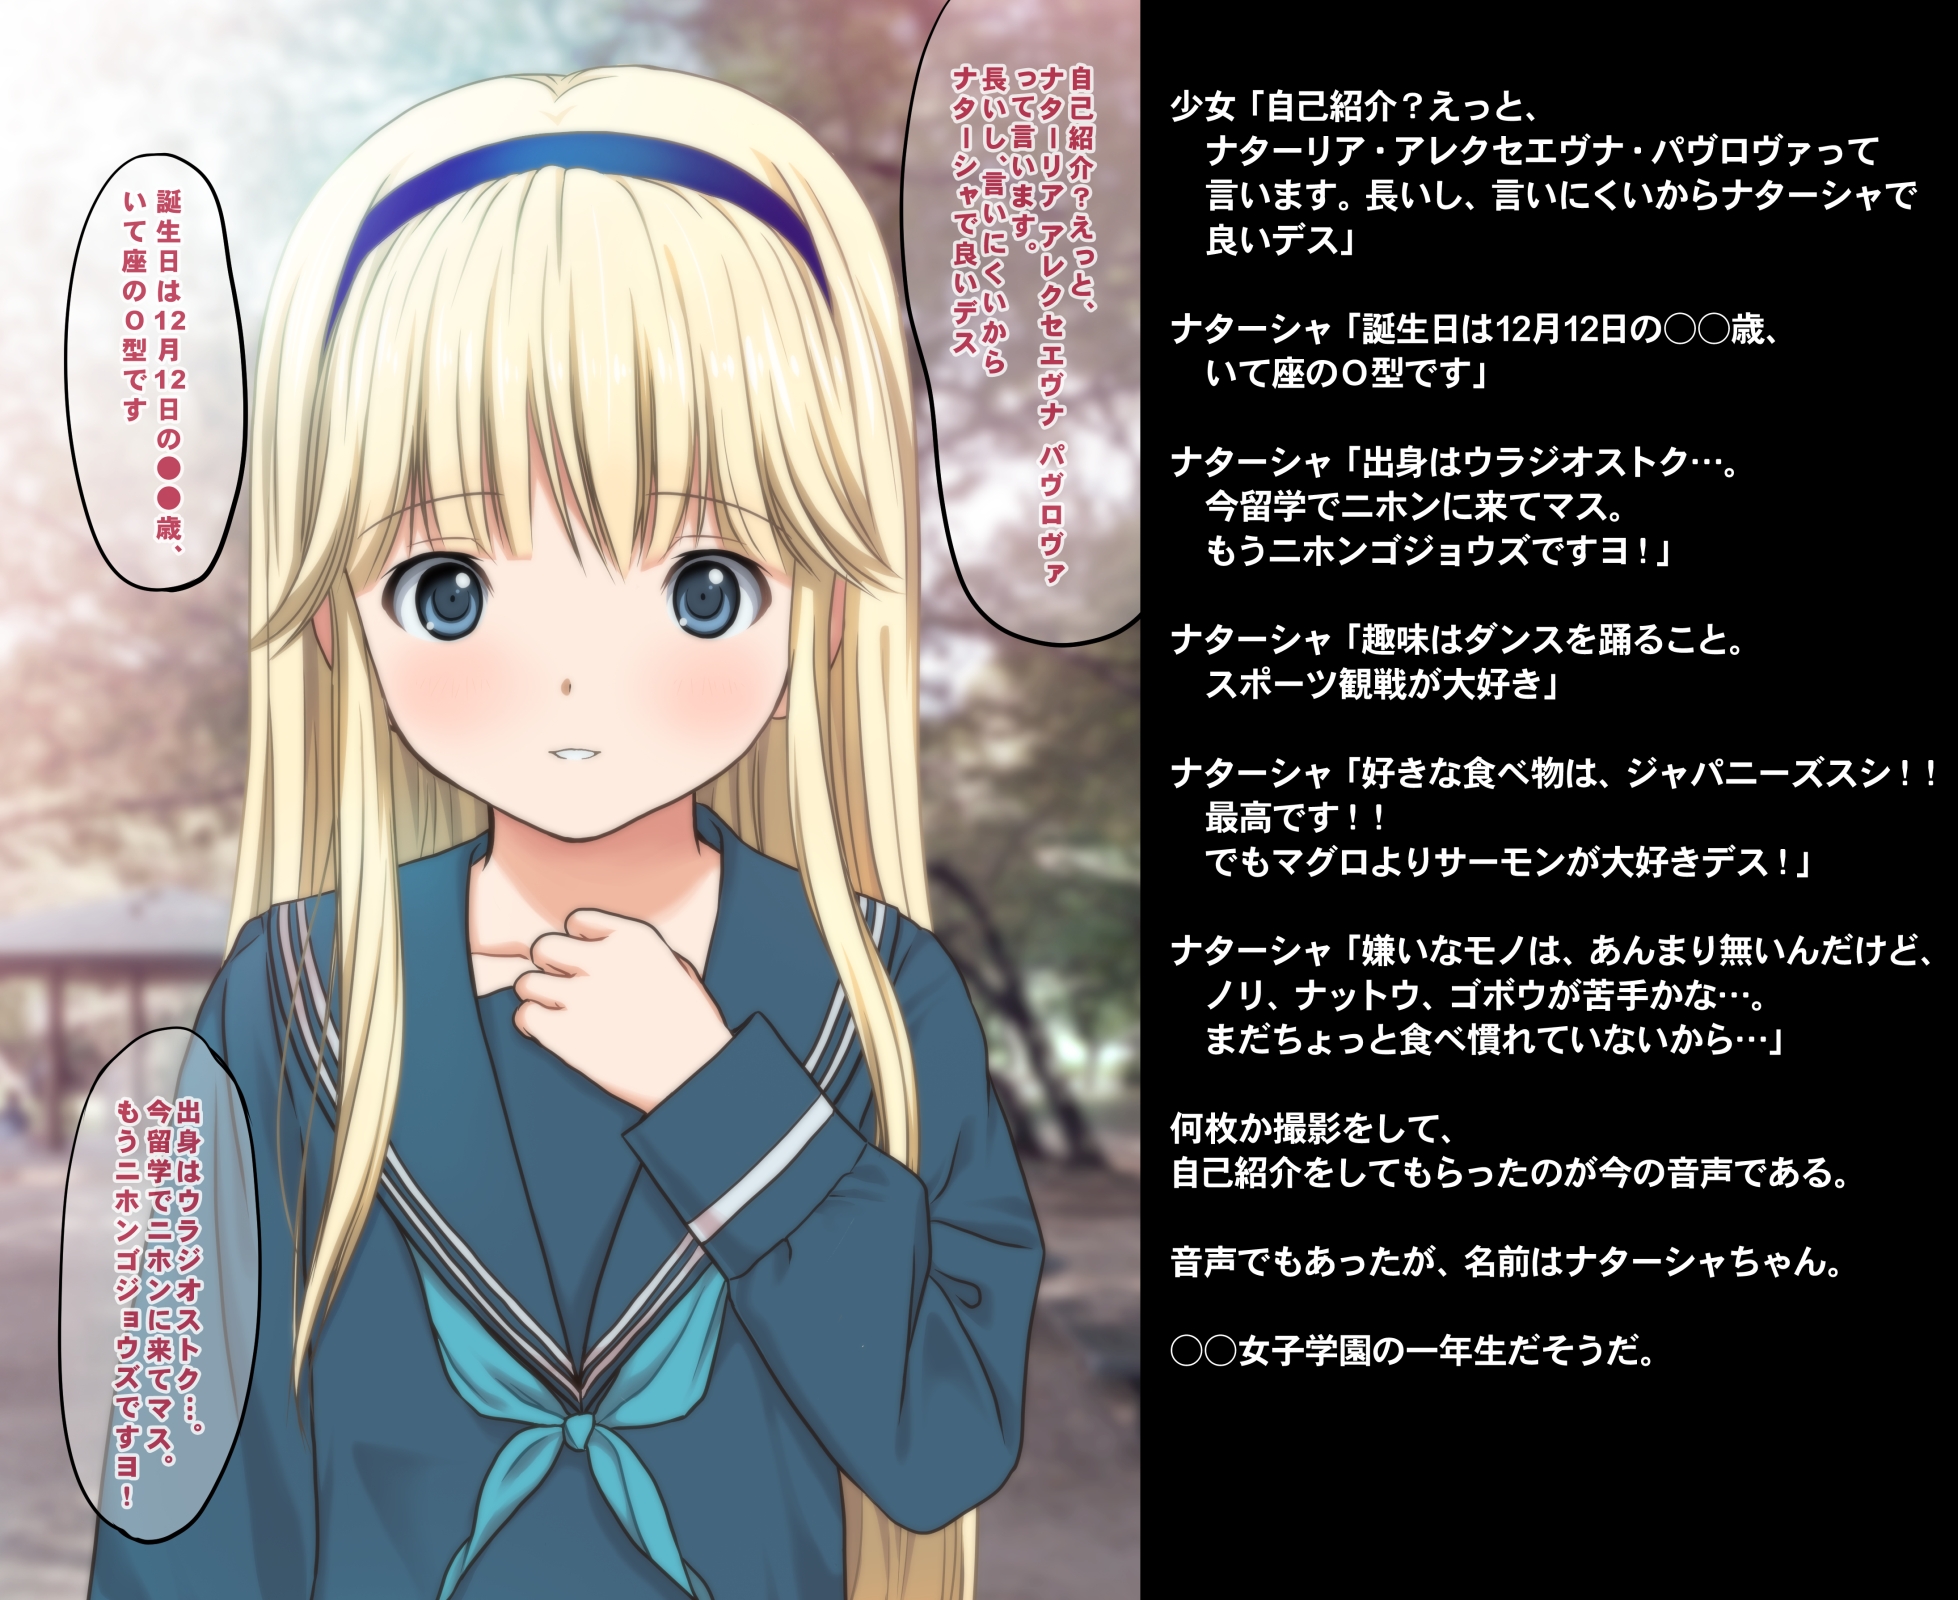 自己紹介？えっと、
ナターリア アレクセエヴナ パヴロヴァ
って言います。
長いし、言いにくいから
ナターシャで良いデス
誕生日は12月12日の●●歳、
いて座のO型です
出身はウラジオストク…。
今留学でニホンに来てマス。
もうニホンゴジョウズですヨ！
少女「自己紹介？えっと、
ナターリア・アレクセエヴナ・パヴロヴァって
言います。長いし、言いにくいからナターシャで
良いデス」
ナターシャ「誕生日は12月12日の○○歳、
いて座のO型です」
ナターシャ「出身はウラジオストク…。
今留学でニホンに来てマス。
もうニホンゴジョウズですヨ！」
ナターシャ「趣味はダンスを踊ること。
スポーツ観戦が大好き」
ナターシャ「好きな食べ物は、ジャパニーズスシ！！
最高です！！
でもマグロよりサーモンが大好きデス！」
ナターシャ「嫌いなモノは、あんまり無いんだけど、
ノリ、ナットウ、ゴボウが苦手かな…。
まだちょっと食べ慣れていないから…」
何枚か撮影をして、
自己紹介をしてもらったのが今の音声である。
音声でもあったが、名前はナターシャちゃん。
○○女子学園の一年生だそうだ。